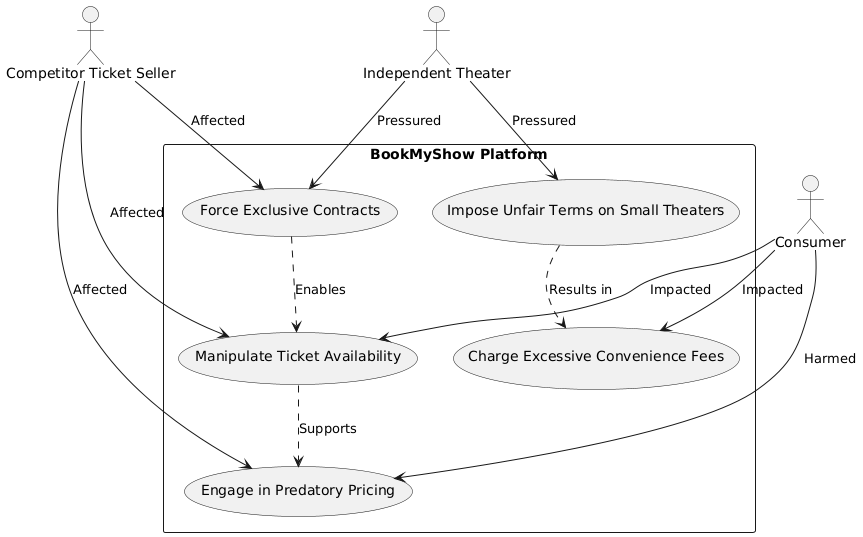 Competitor Ticket Seller
Independent Theater
Affected
Pressured
Pressured
BookMyShow Platform
Force Exclusive Contracts
Impose Unfair Terms on Small Theaters
Affected
Consumer
Affected
Enables
Results in
Impacted
Impacted
Manipulate Ticket Availability
Charge Excessive Convenience Fees
Harmed
Supports
Engage in Predatory Pricing